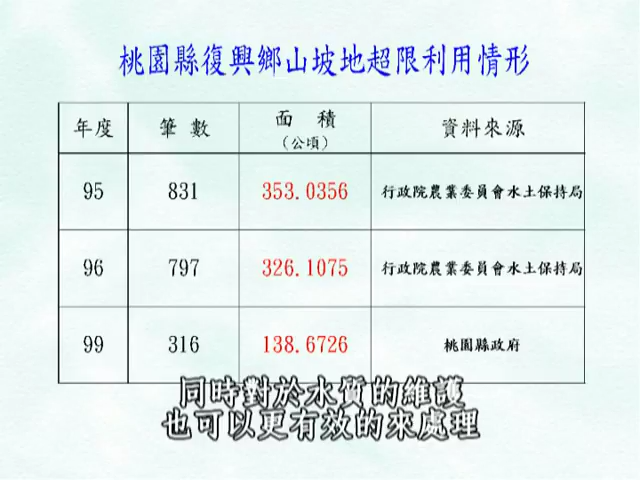 桃園縣復興鄉山坡地超限利用情形
年度 筆數 面積 (公頃) 資料來源
95 831 353.0356 行政院農業委員會水土保持局
96 797 326.1075 行政院農業委員會水土保持局
99 316 138.6726 桃園縣政府
同時對於水質的維護
也可以更有效的來處理